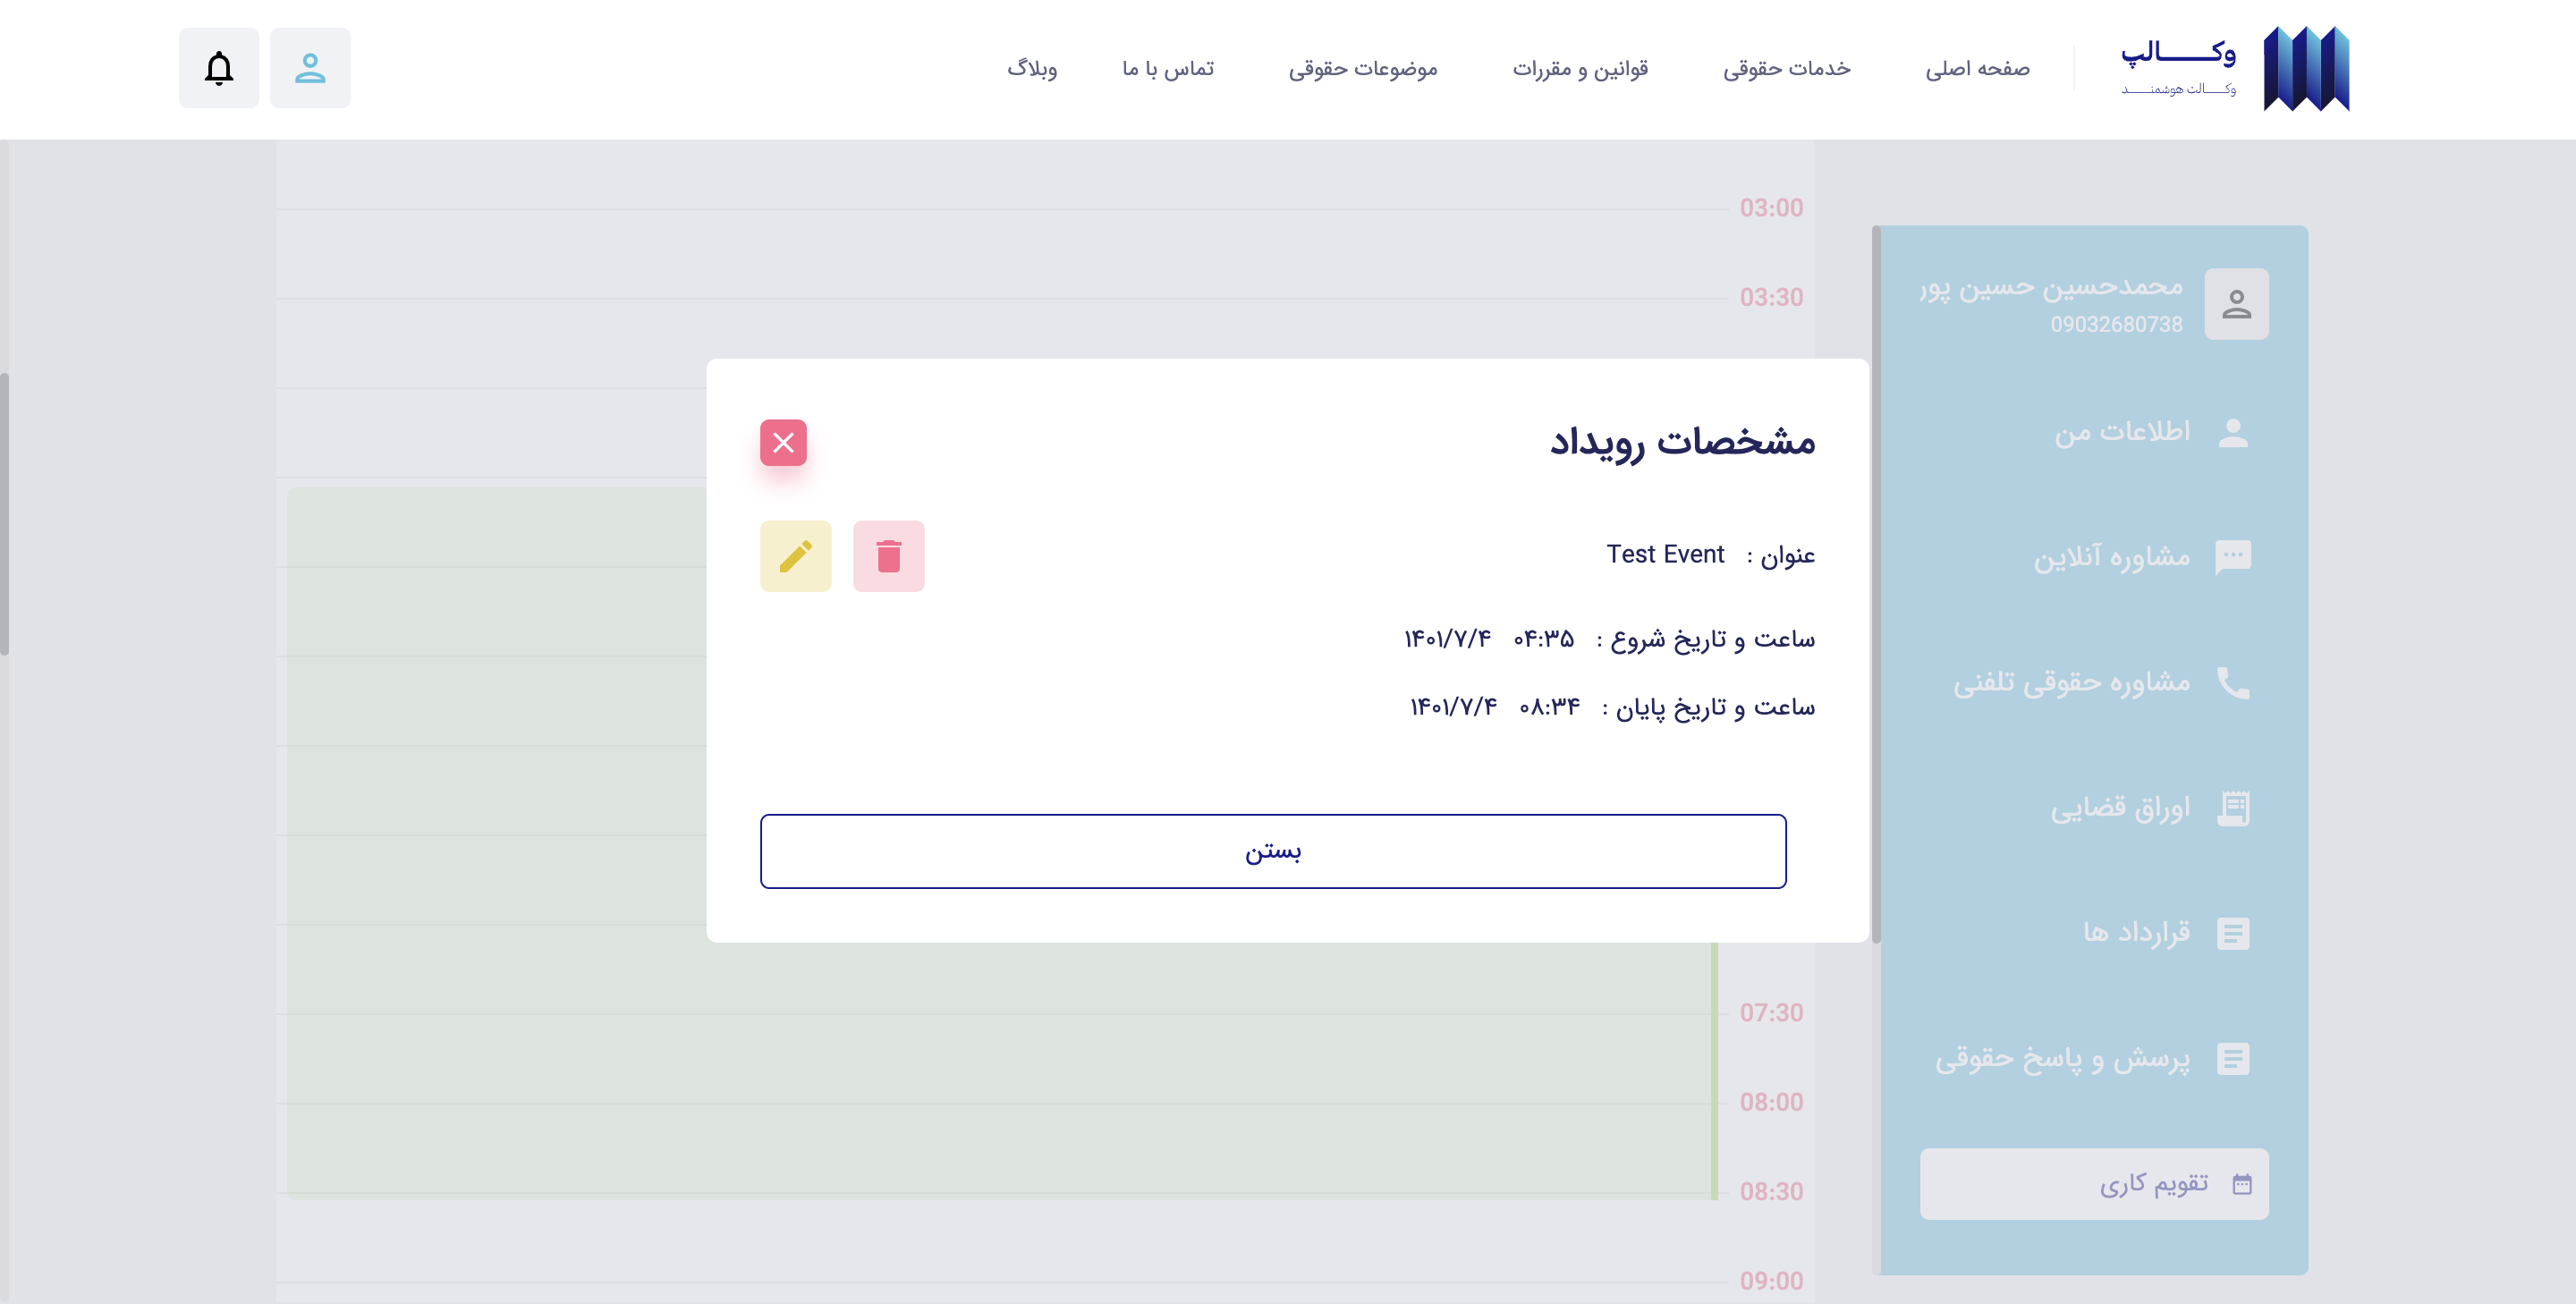 وکـــالپ
وکــالت هوشمنــد
صفحه اصلی
خدمات حقوقی
قوانین و مقررات
موضوعات حقوقی
تماس با ما
وبلاگ
محمدحسین حسین پور
09032680738
اطلاعات من
مشاوره آنلاین
مشاوره حقوقی تلفنی
اوراق قضایی
قرارداد ها
پرسش و پاسخ حقوقی
تقویم کاری
03:00
03:30
مشخصات رویداد
عنوان : Test Event
ساعت و تاریخ شروع : ۰۴:۳۵ ۱۴۰۱/۷/۴
ساعت و تاریخ پایان : ۰۸:۳۴ ۱۴۰۱/۷/۴
بستن
07:30
08:00
08:30
09:00